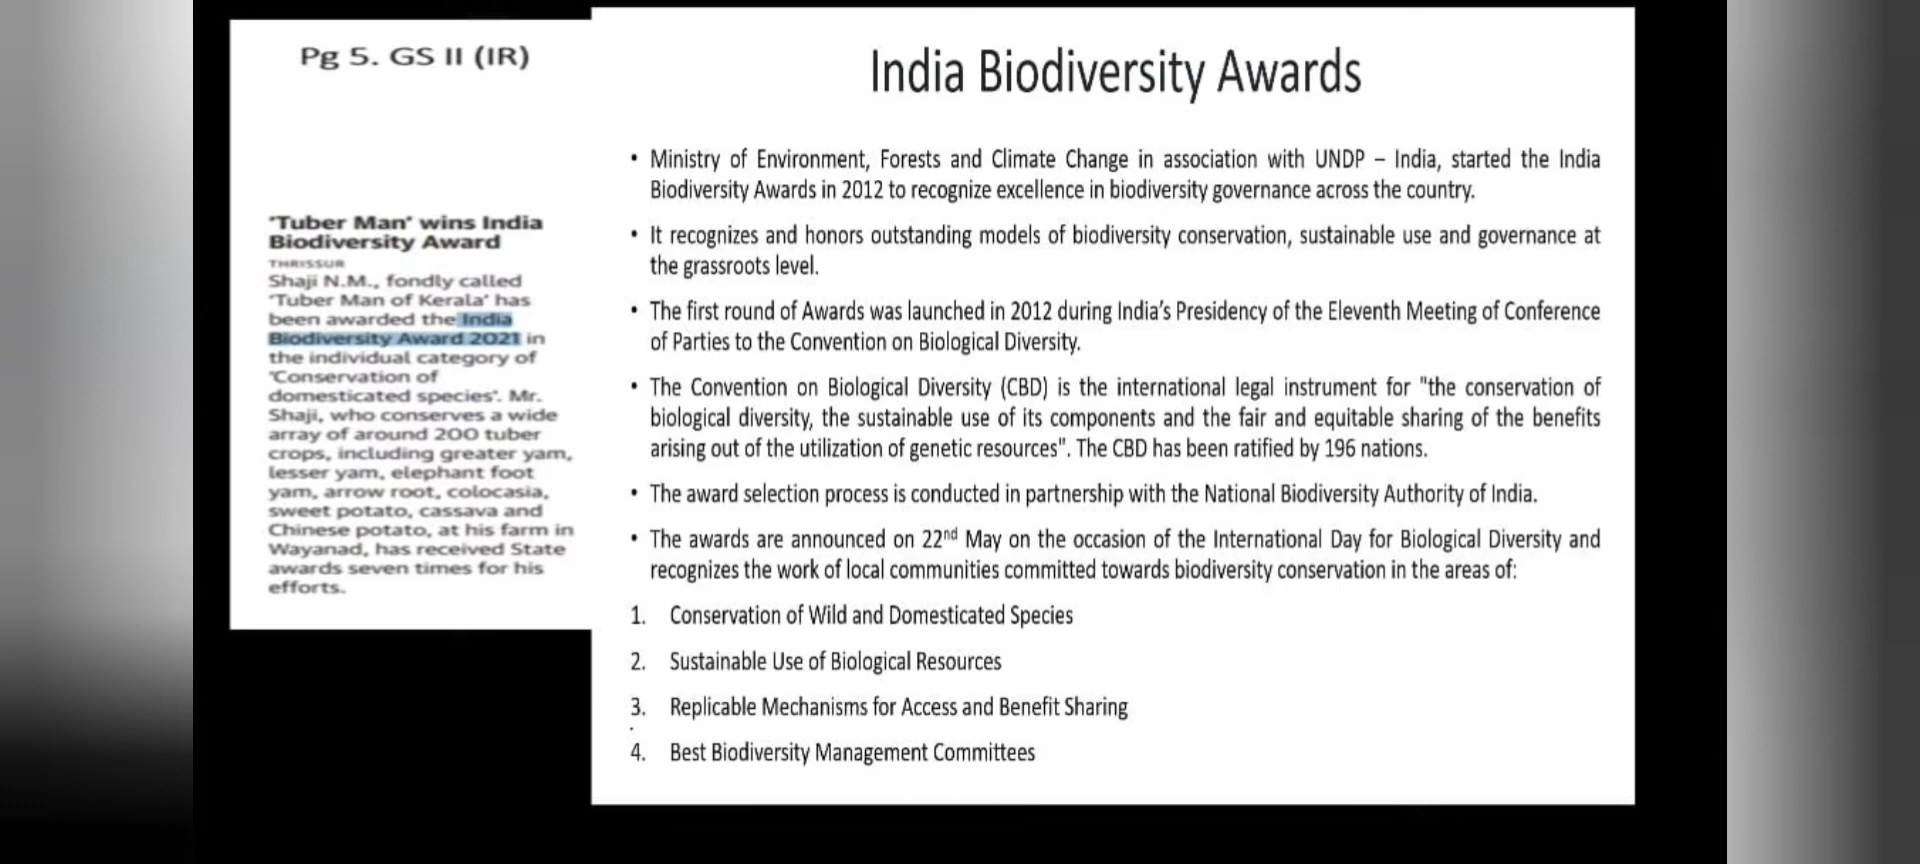 Pg 5. GS II (IR)
'Tuber Man' wins India
Biodiversity Award
THRISSUR
Shaji N.M., fondly called
'Tuber Man of Kerala' has
been awarded the India
Biodiversity Award 2021 in
the individual category of
'Conservation of
domesticated species'. Mr.
Shaji, who conserves a wide
array of around 200 tuber
crops, including greater yam,
lesser yam, elephant foot
yam, arrow root, colocasia,
sweet potato, cassava and
Chinese potato, at his farm in
Wayanad, has received State
awards seven times for his
efforts.
India Biodiversity Awards
• Ministry of Environment, Forests and Climate Change in association with UNDP – India, started the India
Biodiversity Awards in 2012 to recognize excellence in biodiversity governance across the country.
• It recognizes and honors outstanding models of biodiversity conservation, sustainable use and governance at
the grassroots level.
• The first round of Awards was launched in 2012 during India's Presidency of the Eleventh Meeting of Conference
of Parties to the Convention on Biological Diversity.
• The Convention on Biological Diversity (CBD) is the international legal instrument for "the conservation of
biological diversity, the sustainable use of its components and the fair and equitable sharing of the benefits
arising out of the utilization of genetic resources". The CBD has been ratified by 196 nations.
• The award selection process is conducted in partnership with the National Biodiversity Authority of India.
• The awards are announced on 22nd May on the occasion of the International Day for Biological Diversity and
recognizes the work of local communities committed towards biodiversity conservation in the areas of:
1. Conservation of Wild and Domesticated Species
2. Sustainable Use of Biological Resources
3. Replicable Mechanisms for Access and Benefit Sharing
4. Best Biodiversity Management Committees